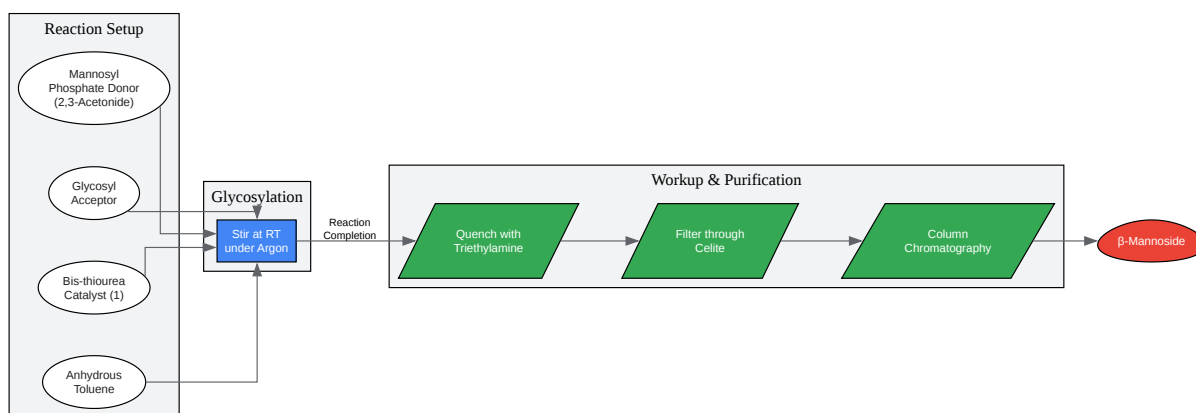 Reaction Setup
Mannosyl
Phosphate Donor
(2,3-Acetonide)
Glycosyl
Acceptor
Bis-thiourea
Catalyst (1)
Anhydrous
Toluene
Glycosylation
Stir at RT
under Argon
Reaction
Completion
Workup & Purification
Quench with
Triethylamine
Filter through
Celite
Column
Chromatography
β-Mannoside